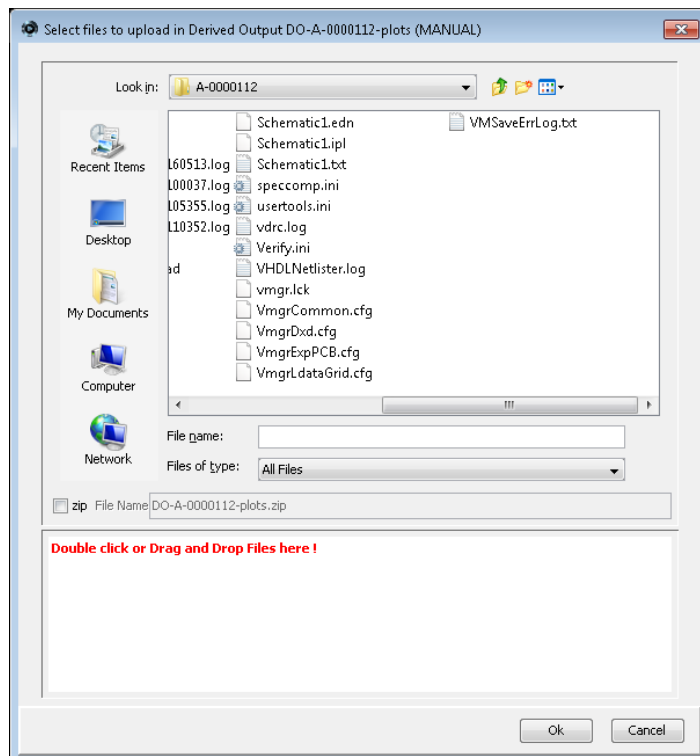 Select files to upload in Derived Output DO-A-0000112-plots (MANUAL)
Look in:
A-0000112
Recent Items
Desktop
My Documents
Computer
Network
160513.log
100037.log
105355.log
110352.log
ad
Schematic1.edn
Schematic1.ipl
Schematic1.txt
speccomp.ini
usertools.ini
vdrc.log
Verify.ini
VHDLNetlister.log
vmgr.lck
VmgrCommon.cfg
VmgrDxd.cfg
VmgrExpPCB.cfg
VmgrLdataGrid.cfg
VMSaveErrLog.txt
File name:
Files of type: All Files
zip File Name DO-A-0000112-plots.zip
Double click or Drag and Drop Files here !
Ok Cancel